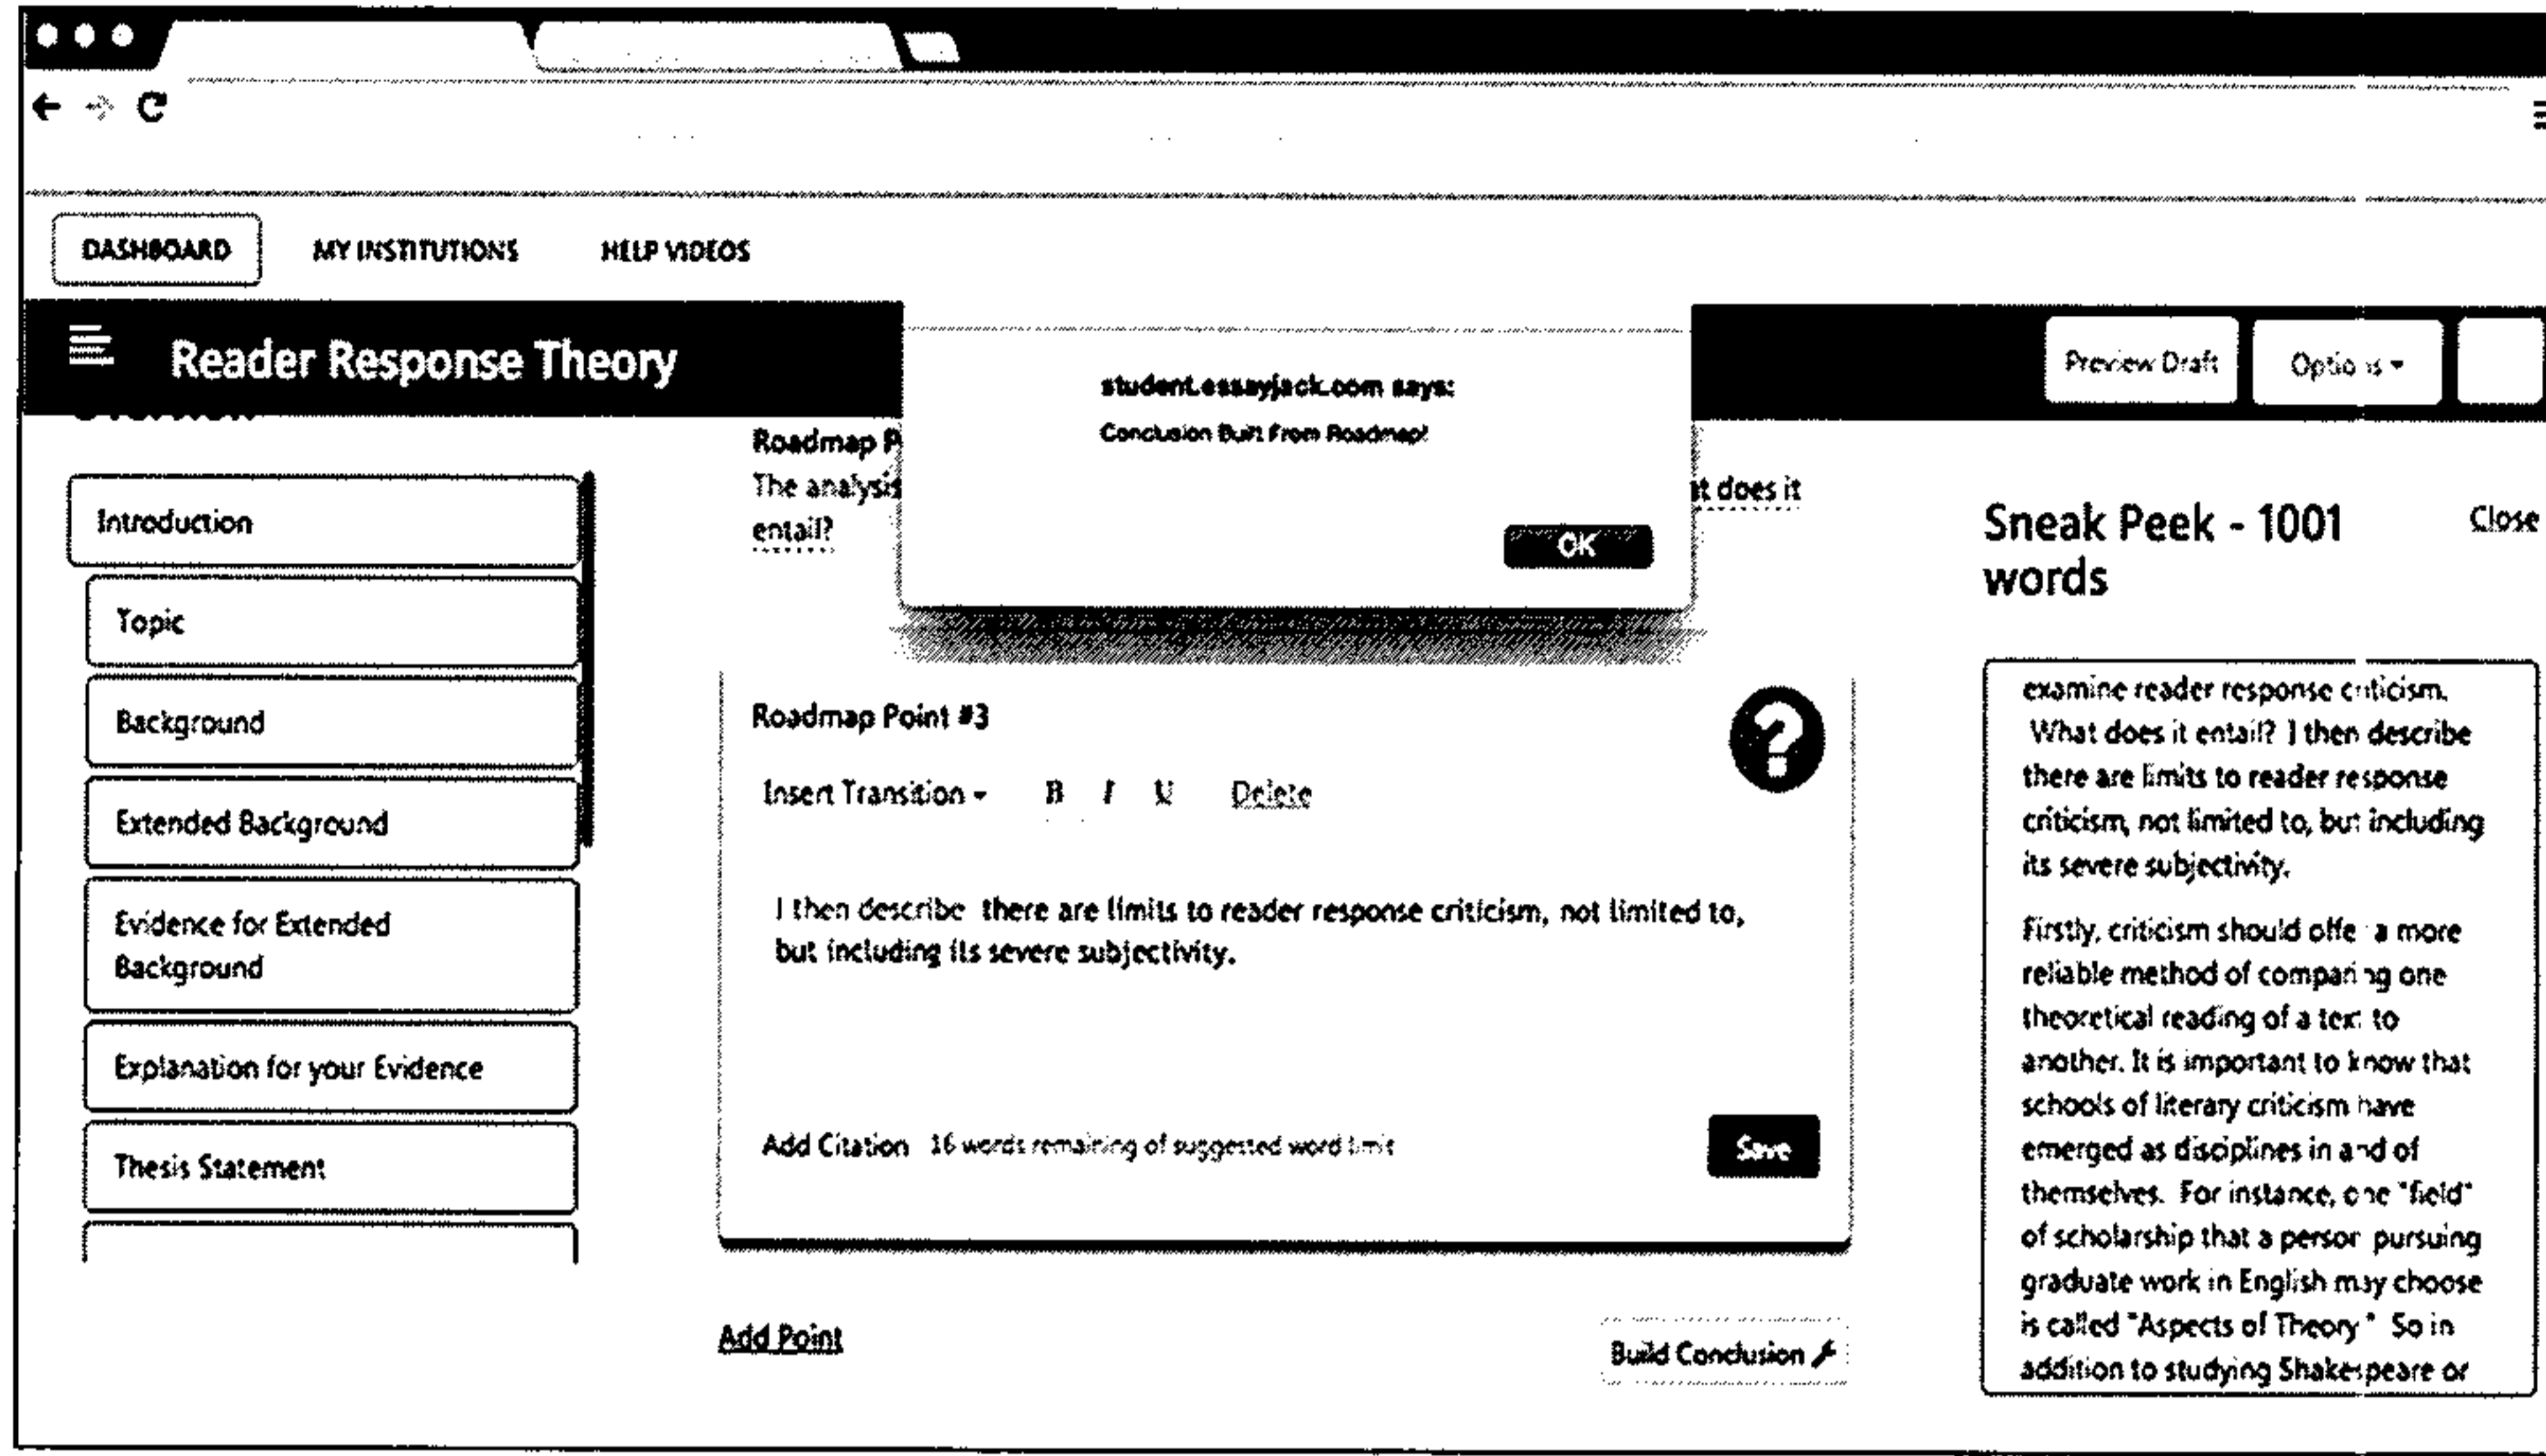 DASHBOARD MY INSTITUTIONS HELP VIDEOS
Reader Response Theory
Preview Draft
Options
student.essayjack.com says:
Conclusion Built From Roadmap!
OK
Introduction
Topic
Background
Extended Background
Evidence for Extended
Background
Explanation for your Evidence
Thesis Statement
Roadmap P
The analysis
t does it
entail?
Roadmap Point #3
Insert Transition B I U Delete
I then describe there are limits to reader response criticism, not limited to,
but including its severe subjectivity.
Add Citation 16 words remaining of suggested word limit
Save
Add Point
Build Conclusion
Sneak Peek - 1001
words
Close
examine reader response criticism.
What does it entail? I then describe
there are limits to reader response
criticism, not limited to, but including
its severe subjectivity.
Firstly, criticism should offer a more
reliable method of comparing one
theoretical reading of a text to
another. It is important to know that
schools of literary criticism have
emerged as disciplines in and of
themselves. For instance, one "field"
of scholarship that a person pursuing
graduate work in English may choose
is called "Aspects of Theory." So in
addition to studying Shakespeare or